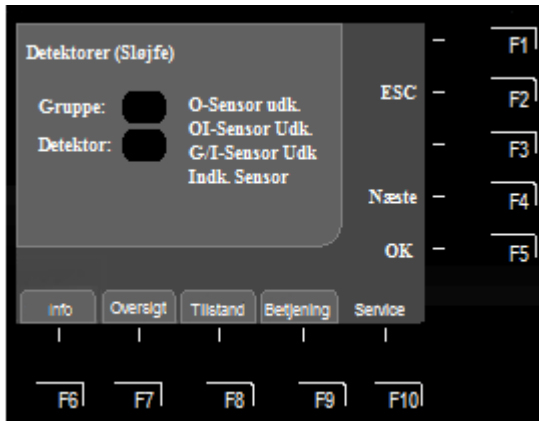 Detektorer (Sløjfe)
Gruppe:
Detektor:
O-Sensor udk.
OI-Sensor Udk.
G/I-Sensor Udk
Indk. Sensor
ESC
Næste
OK
F1
F2
F3
F4
F5
Info Oversigt Tilstand Betjening Service
F6 F7 F8 F9 F10